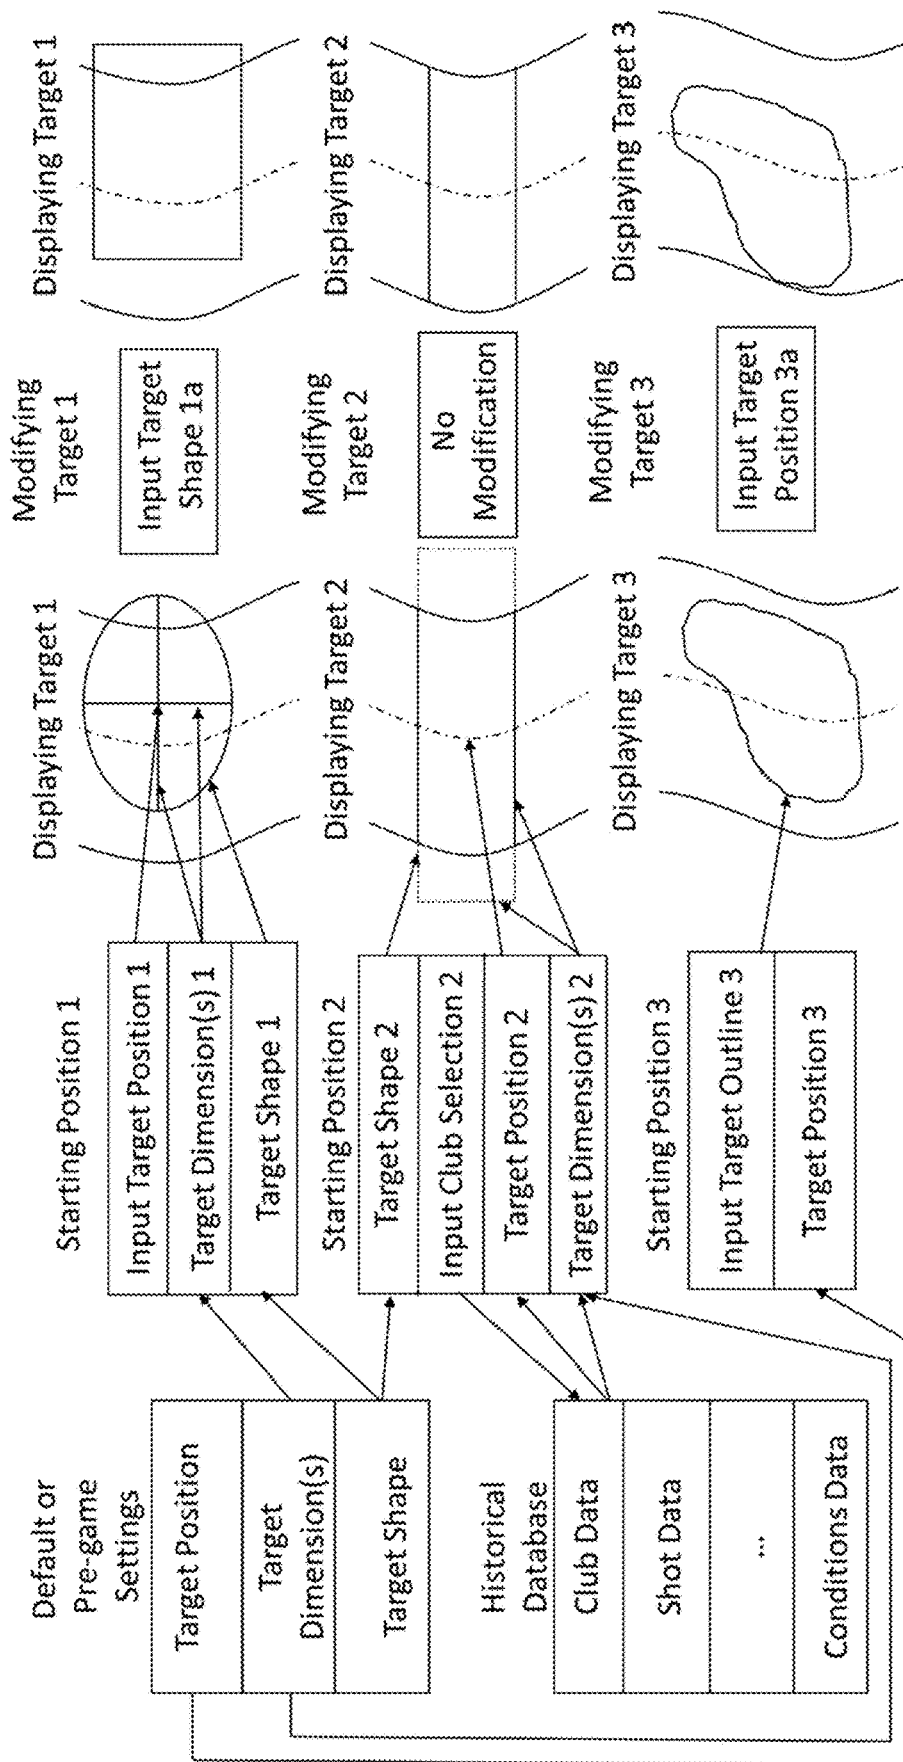 Default or
Pre-game
Settings
Target Position
Target
Dimension(s)
Target Shape
Historical
Database
Club Data
Shot Data
...
Conditions Data
Starting Position 1
Input Target Position 1
Target Dimension(s) 1
Target Shape 1
Starting Position 2
Target Shape 2
Input Club Selection 2
Target Position 2
Target Dimension(s) 2
Starting Position 3
Input Target Outline 3
Target Position 3
Displaying Target 1
Displaying Target 2
Displaying Target 3
Modifying
Target 1
Input Target
Shape 1a
Modifying
Target 2
No
Modification
Modifying
Target 3
Input Target
Position 3a
Displaying Target 1
Displaying Target 2
Displaying Target 3